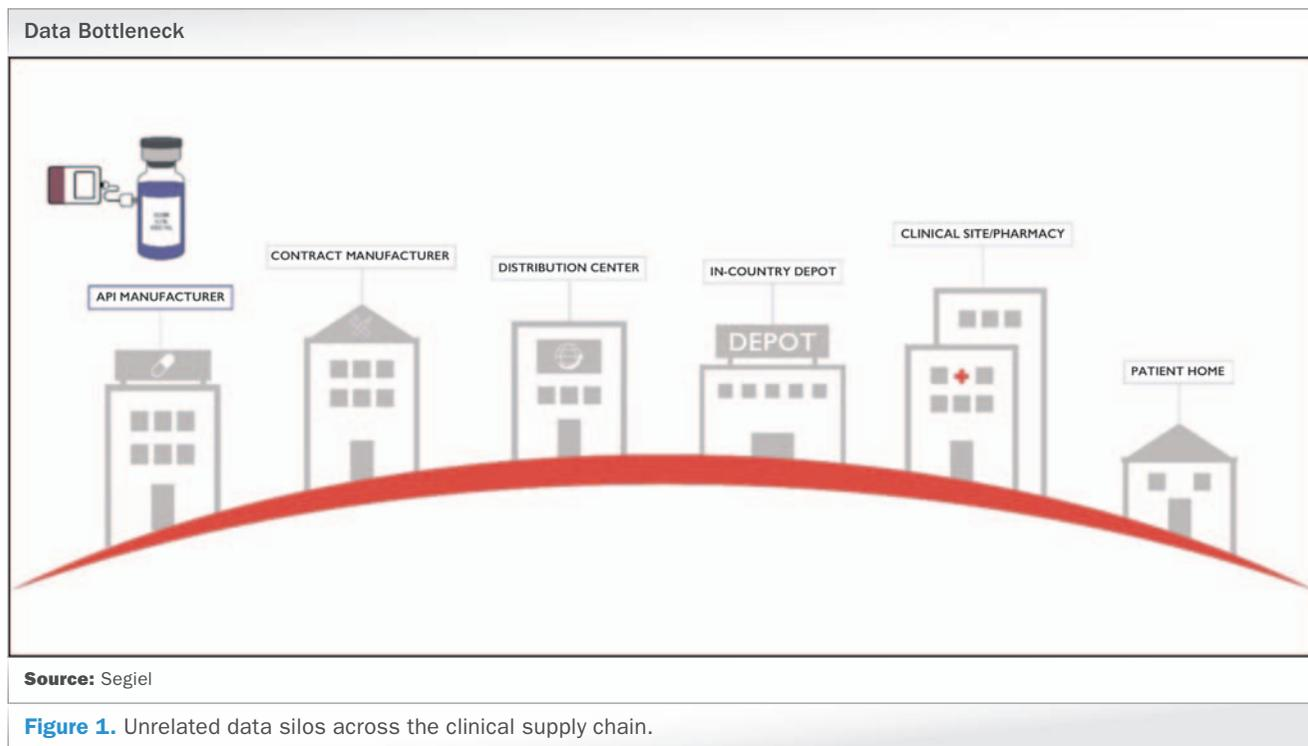 Data Bottleneck
CLINICAL SITE/PHARMACY
CONTRACT MANUFACTURER
DISTRIBUTION CENTER
IN-COUNTRY DEPOT
API MANUFACTURER
DEPOT
PATIENT HOME
Source: Segiel
Figure 1. Unrelated data silos across the clinical supply chain.